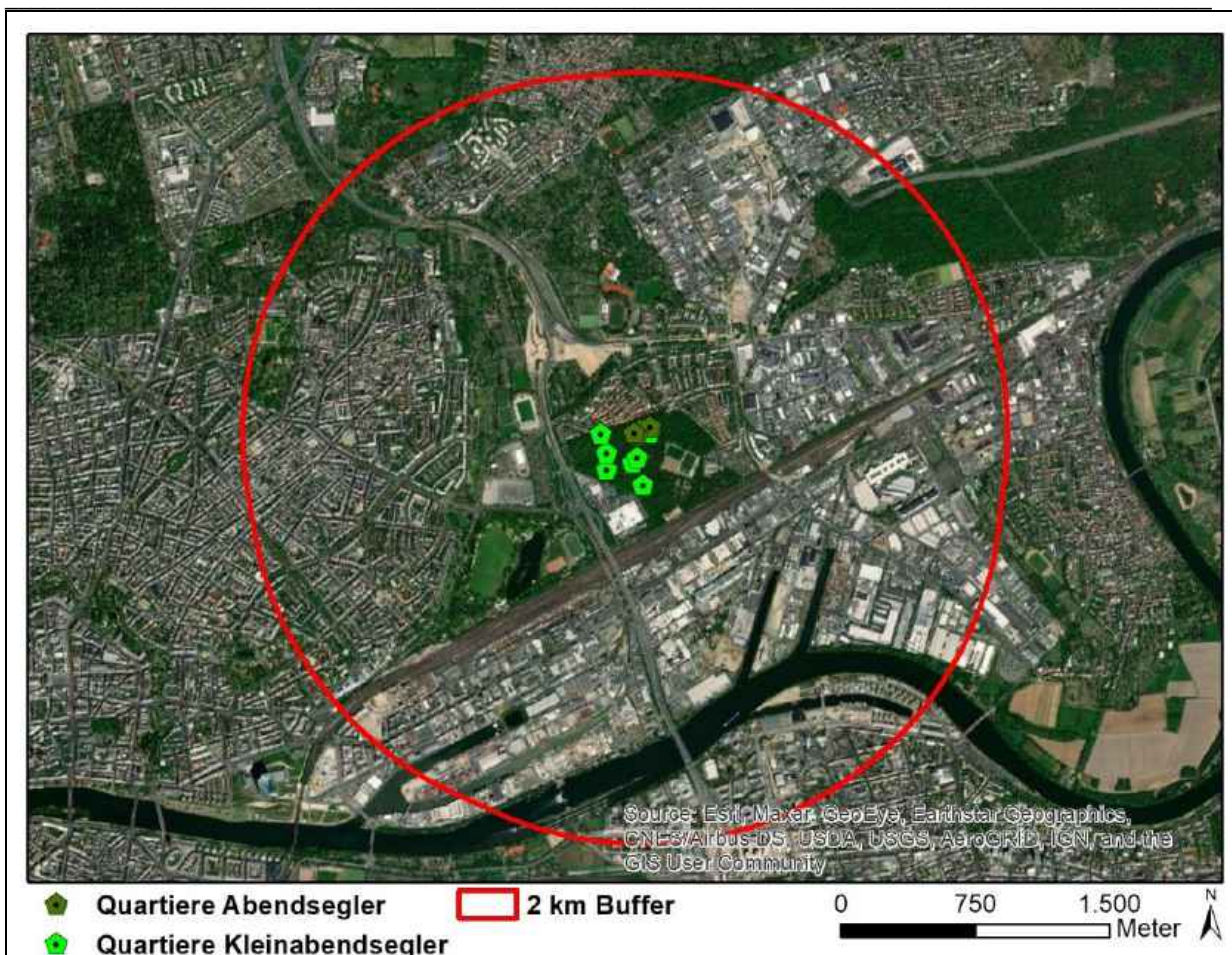 Source: Esri, Maxar, GeoEye, Earthstar Geographics,
CNES/Airbus DS, USDA, USGS, AeroGRID, IGN, and the
GIS User Community
Quartiere Abendsegler
2 km Buffer
Quartiere Kleinabendsegler
0 750 1.500
Meter
N